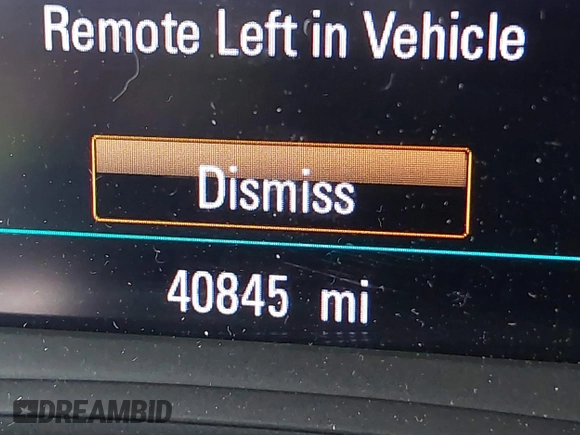 Remote Left in Vehicle
Dismiss
40845 mi
DREAMBID